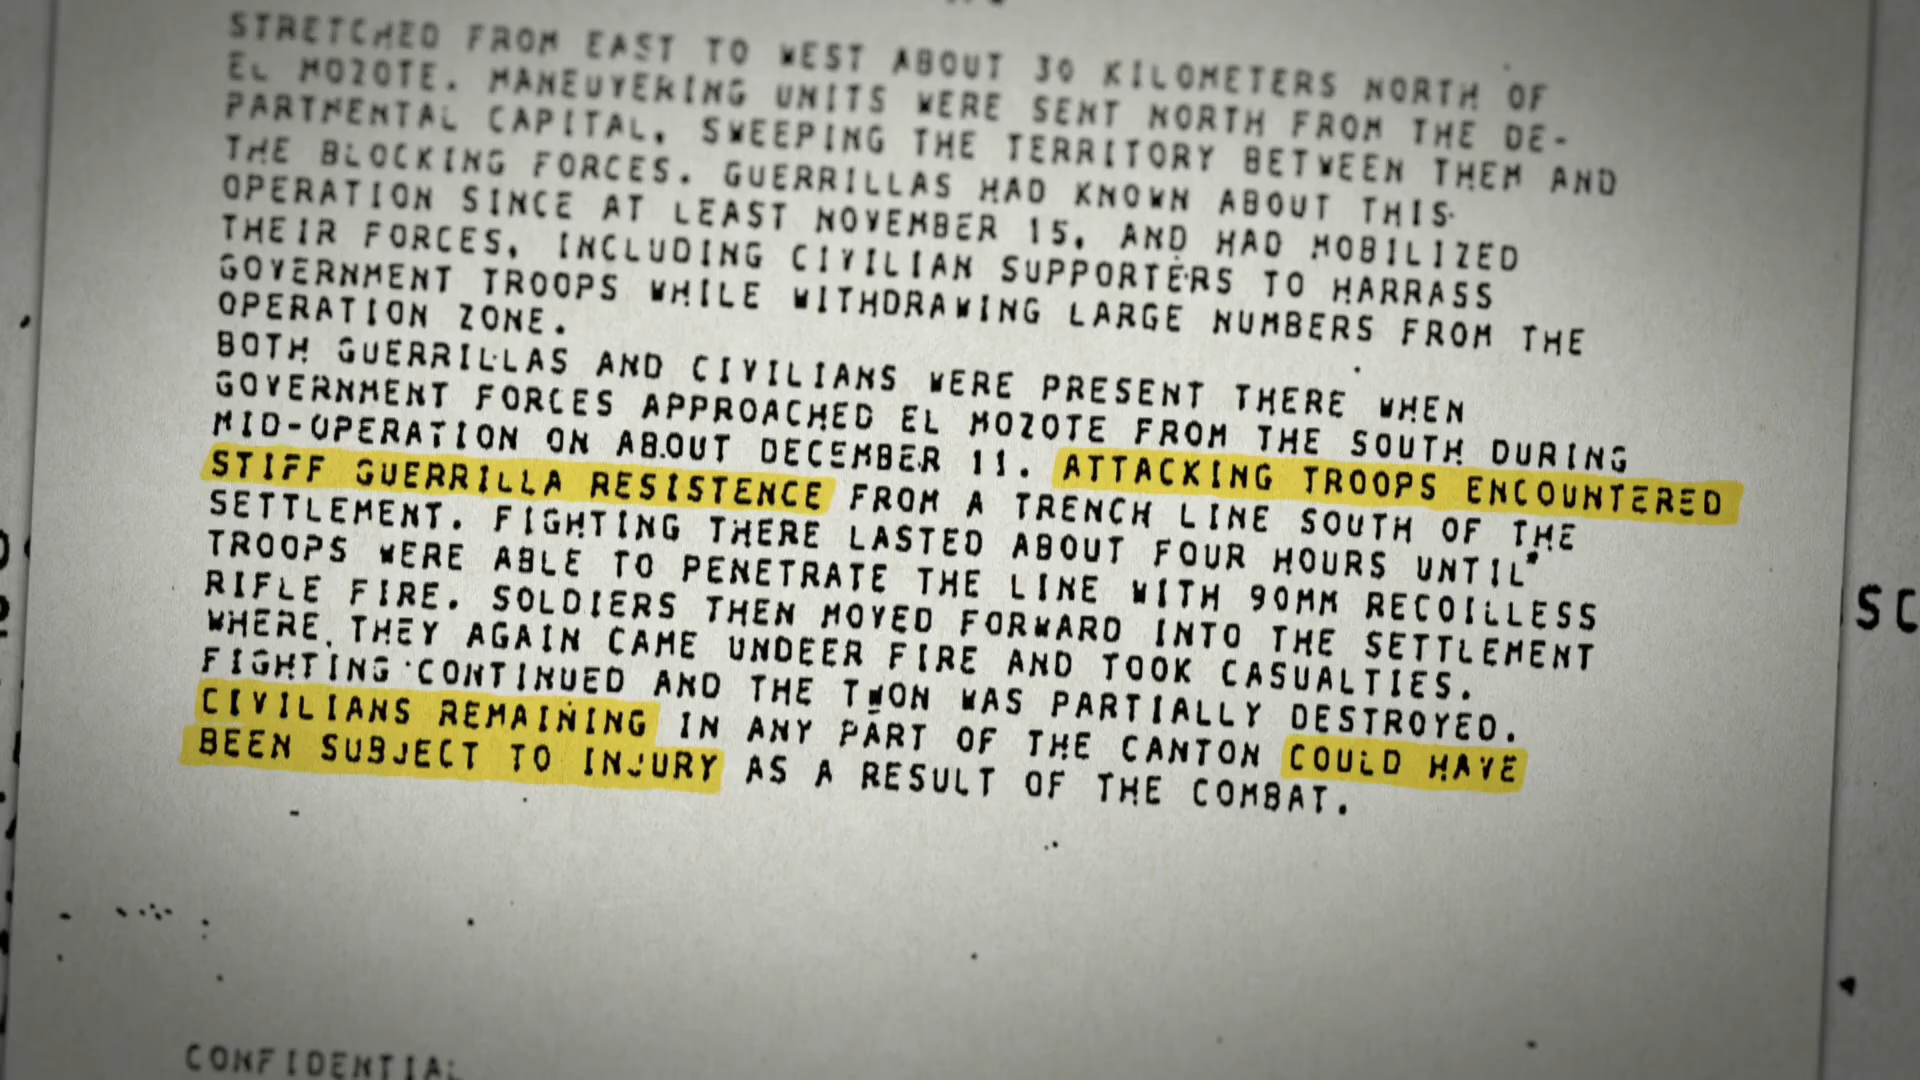 STRETCHED FROM EAST TO WEST ABOUT 30 KILOMETERS NORTH OF
EL MOZOTE. MANEUVERING UNITS WERE SENT NORTH FROM THE DE-
PARTMENTAL CAPITAL, SWEEPING THE TERRITORY BETWEEN THEM AND
THE BLOCKING FORCES. GUERRILLAS HAD KNOWN ABOUT THIS
OPERATION SINCE AT LEAST NOVEMBER 15, AND HAD MOBILIZED
THEIR FORCES, INCLUDING CIVILIAN SUPPORTERS TO HARRASS
GOVERNMENT TROOPS WHILE WITHDRAWING LARGE NUMBERS FROM THE
OPERATION ZONE.
BOTH GUERRILLAS AND CIVILIANS WERE PRESENT THERE WHEN
GOVERNMENT FORCES APPROACHED EL MOZOTE FROM THE SOUTH DURING
MID-OPERATION ON ABOUT DECEMBER 11. ATTACKING TROOPS ENCOUNTERED
STIFF GUERRILLA RESISTENCE FROM A TRENCH LINE SOUTH OF THE
SETTLEMENT. FIGHTING THERE LASTED ABOUT FOUR HOURS UNTIL
TROOPS WERE ABLE TO PENETRATE THE LINE WITH 90MM RECOILLESS
RIFLE FIRE. SOLDIERS THEN MOVED FORWARD INTO THE SETTLEMENT
WHERE THEY AGAIN CAME UNDEER FIRE AND TOOK CASUALTIES.
FIGHTING CONTINUED AND THE TWON WAS PARTIALLY DESTROYED.
CIVILIANS REMAINING IN ANY PART OF THE CANTON COULD HAVE
BEEN SUBJECT TO INJURY AS A RESULT OF THE COMBAT.
CONFIDENTIAL